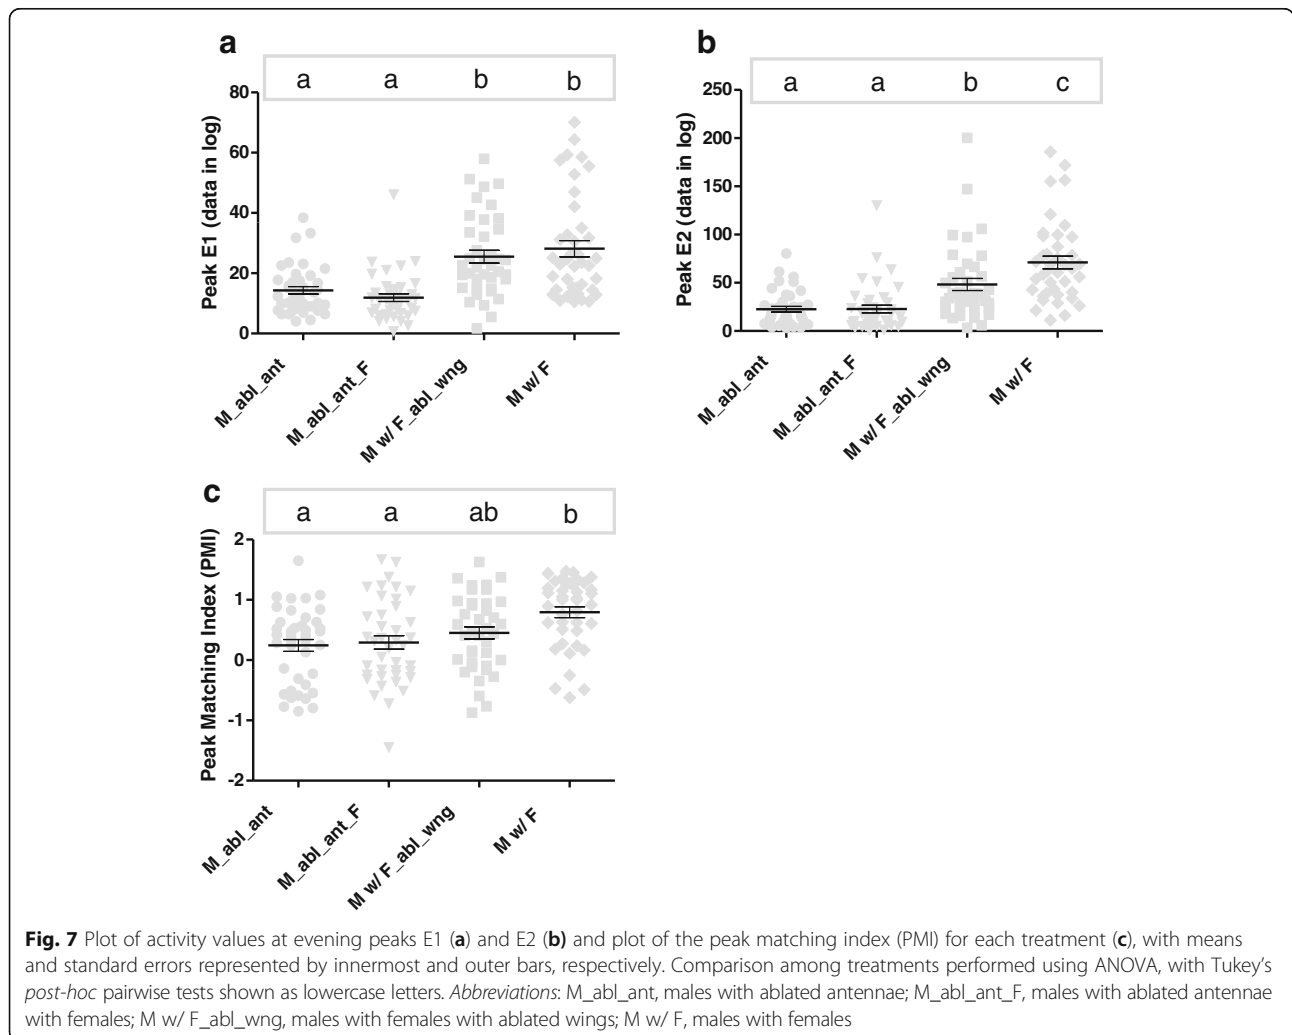 a
a a b b
Peak E1 (data in log)
80
60
40
20
0
M_abl_ant
M_abl_ant_F
M w/ F_abl_wng
M w/ F
b
a a b c
Peak E2 (data in log)
250
200
150
100
50
0
M_abl_ant
M_abl_ant_F
M w/ F_abl_wng
M w/ F
c
a a ab b
Peak Matching Index (PMI)
2
1
0
-1
-2
M_abl_ant
M_abl_ant_F
M w/ F_abl_wng
M w/ F
Fig. 7 Plot of activity values at evening peaks E1 (a) and E2 (b) and plot of the peak matching index (PMI) for each treatment (c), with means
and standard errors represented by innermost and outer bars, respectively. Comparison among treatments performed using ANOVA, with Tukey's
post-hoc pairwise tests shown as lowercase letters. Abbreviations: M_abl_ant, males with ablated antennae; M_abl_ant_F, males with ablated antennae
with females; M w/ F_abl_wng, males with females with ablated wings; M w/ F, males with females